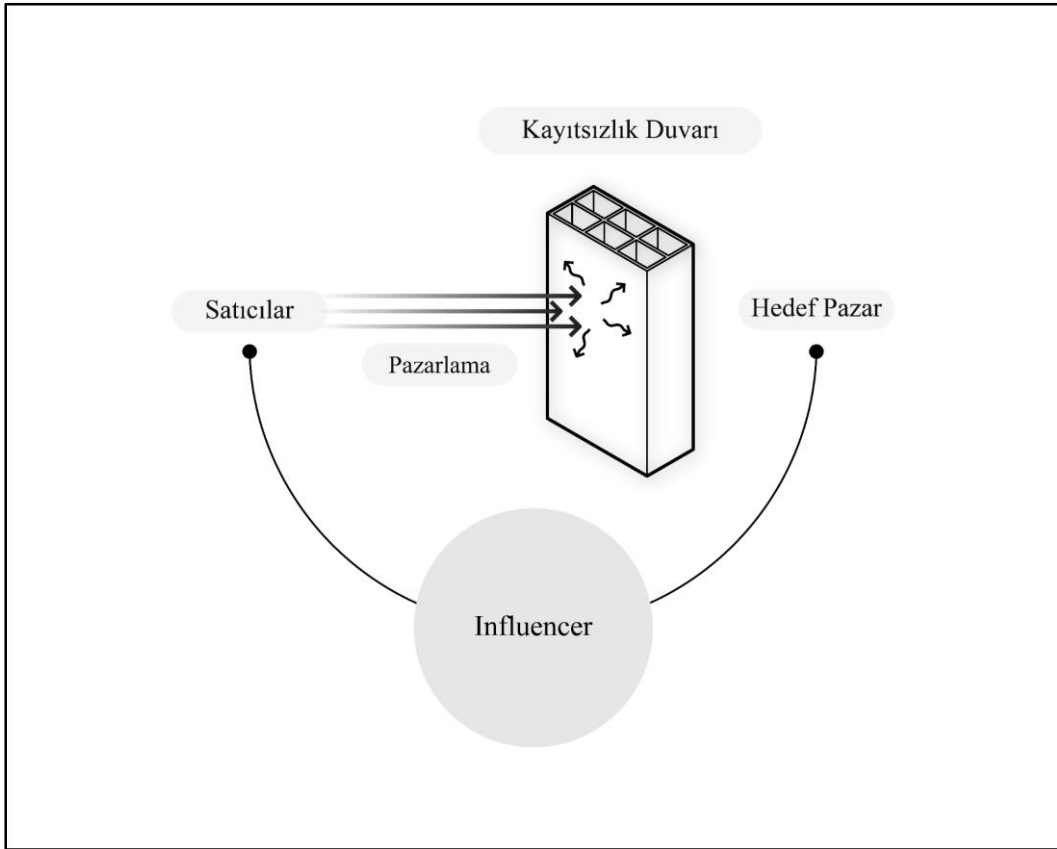 Kayıtsızlık Duvarı
Satıcılar
Hedef Pazar
Pazarlama
Influencer